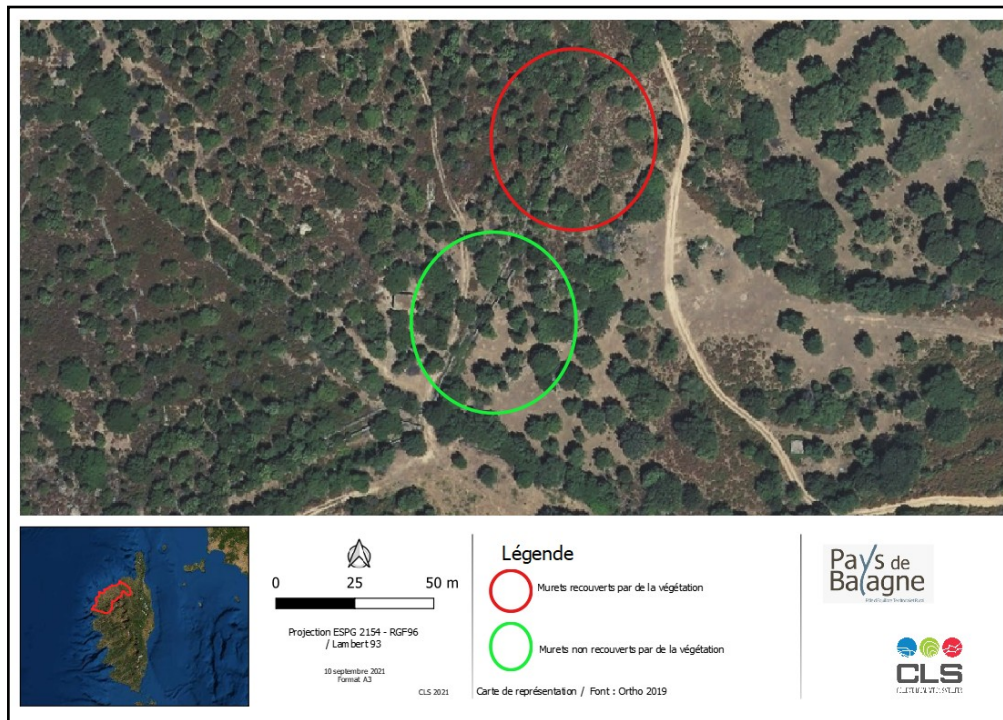 0 25 50 m
Projection ESPG 2154 - RGF96
/ Lambert 93
10 septembre 2021
Format A3
CLS 2021
Légende
Murets recouverts par de la végétation
Murets non recouverts par de la végétation
Carte de représentation / Font : Ortho 2019
Pays de
Balagne
CLS